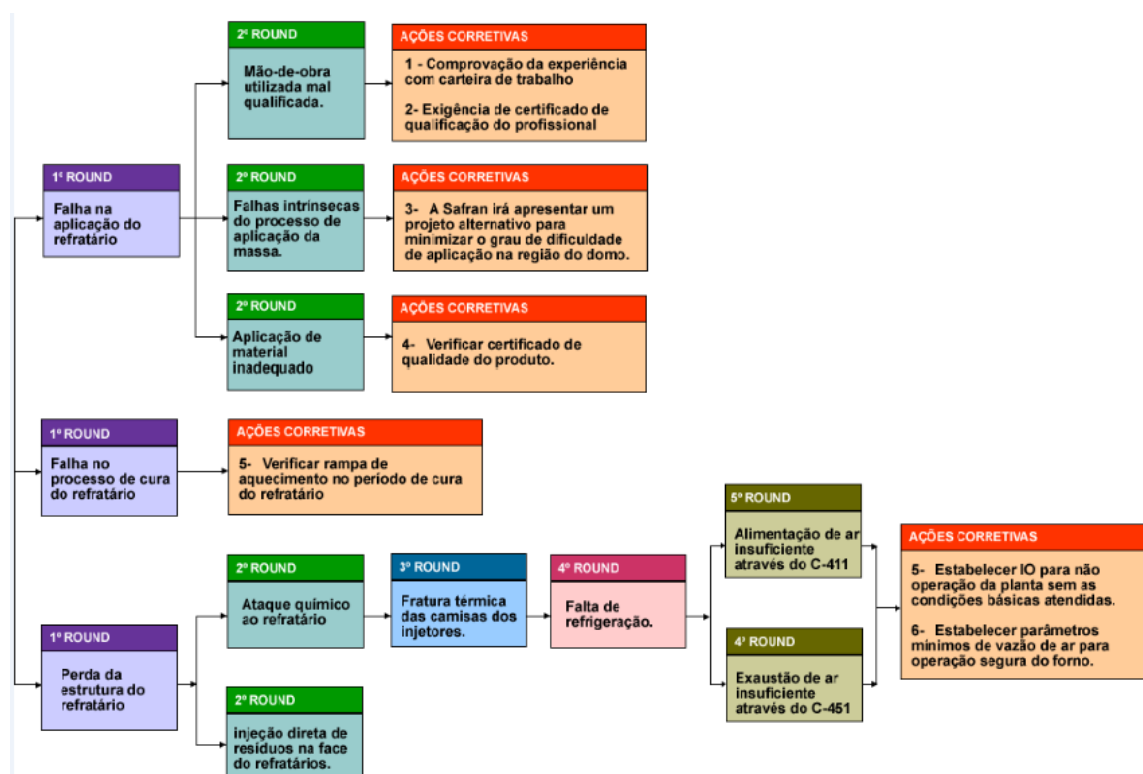 2º ROUND
Mão-de-obra
utilizada mal
qualificada.
AÇÕES CORRETIVAS
1 - Comprovação da experiência
com carteira de trabalho
2- Exigência de certificado de
qualificação do profissional
1º ROUND
Falha na
aplicação do
refratário
2º ROUND
Falhas intrínsecas
do processo de
aplicação da
massa.
AÇÕES CORRETIVAS
3- A Safran irá apresentar um
projeto alternativo para
minimizar o grau de dificuldade
de aplicação na região do domo.
2º ROUND
Aplicação de
material
inadequado
AÇÕES CORRETIVAS
4- Verificar certificado de
qualidade do produto.
1º ROUND
Falha no
processo de cura
do refratário
AÇÕES CORRETIVAS
5- Verificar rampa de
aquecimento no período de cura
do refratário
1º ROUND
Perda da
estrutura do
refratário
2º ROUND
Ataque químico
ao refratário
3º ROUND
Fratura térmica
das camisas dos
injetores.
4º ROUND
Falta de
refrigeração.
5º ROUND
Alimentação de ar
insuficiente
através do C-411
4º ROUND
Exaustão de ar
insuficiente
através do C-451
AÇÕES CORRETIVAS
5- Estabelecer IO para não
operação da planta sem as
condições básicas atendidas.
6- Estabelecer parâmetros
mínimos de vazão de ar para
operação segura do forno.
2º ROUND
injeção direta de
resíduos na face
do refratários.